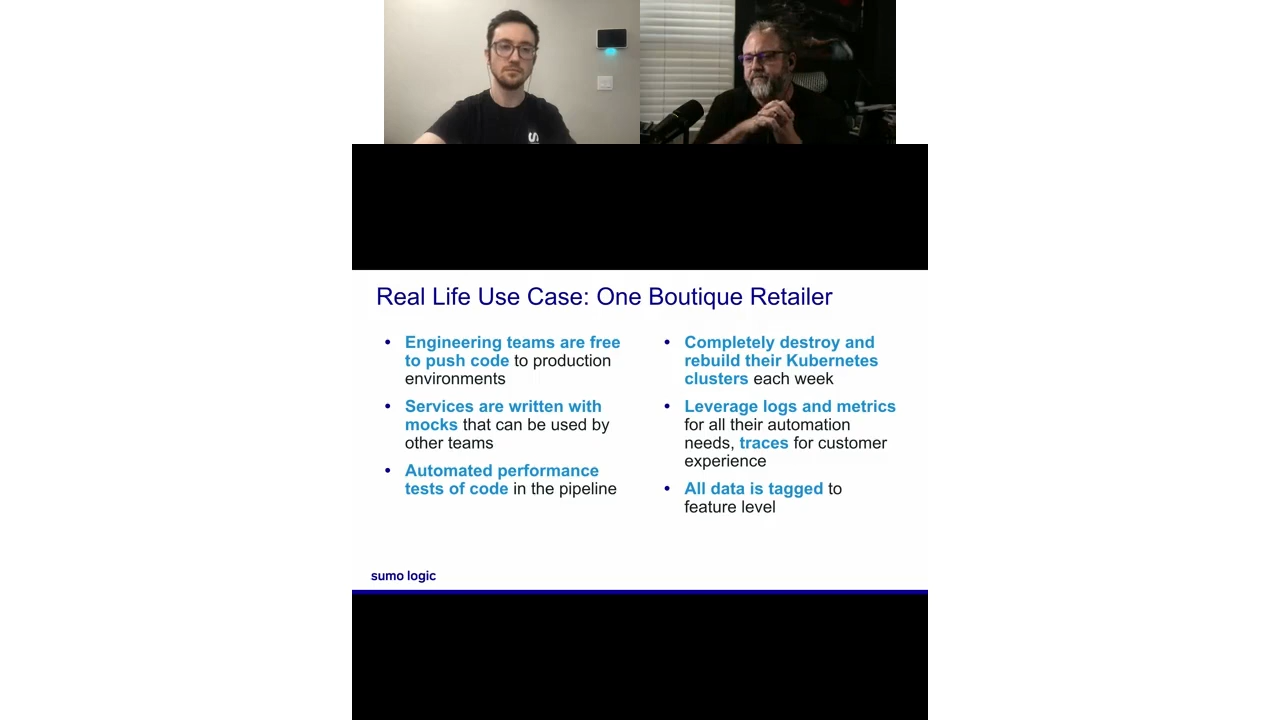 Real Life Use Case: One Boutique Retailer
• Engineering teams are free
to push code to production
environments
• Services are written with
mocks that can be used by
other teams
• Automated performance
tests of code in the pipeline
• Completely destroy and
rebuild their Kubernetes
clusters each week
• Leverage logs and metrics
for all their automation
needs, traces for customer
experience
• All data is tagged to
feature level
sumo logic